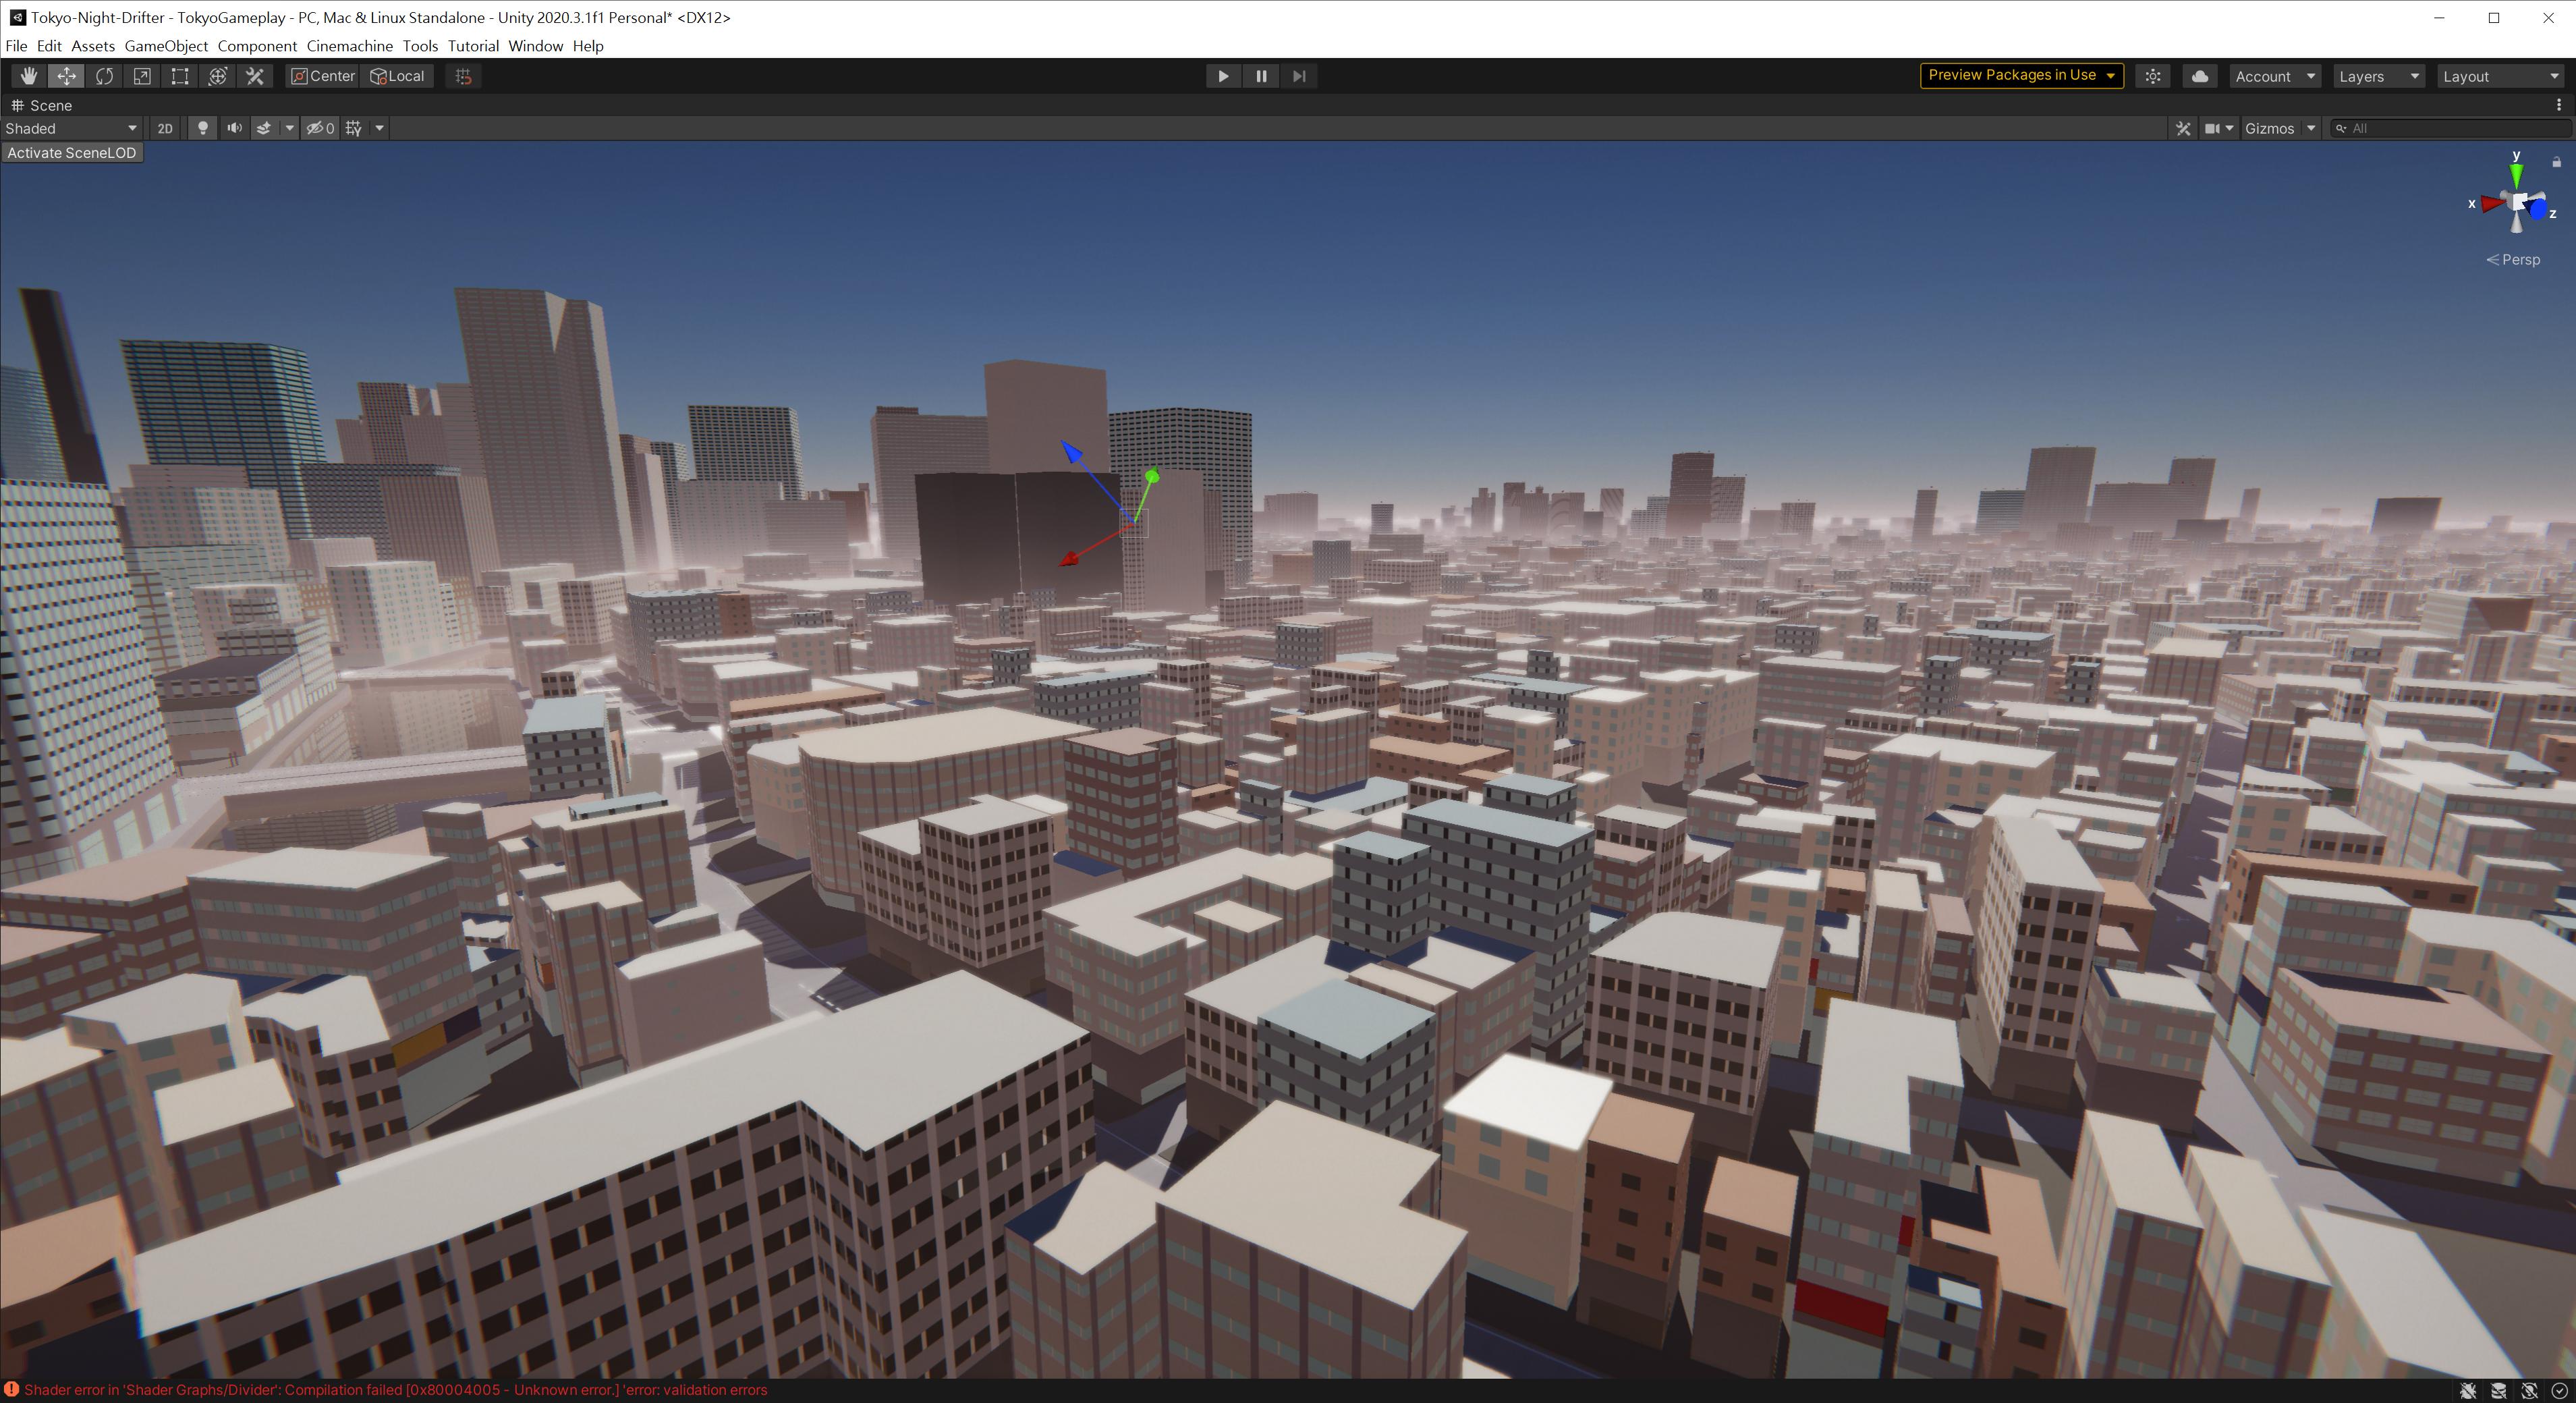 Tokyo-Night-Drifter - TokyoGameplay - PC, Mac & Linux Standalone - Unity 2020.3.1f1 Personal* <DX12>
File Edit Assets GameObject Component Cinemachine Tools Tutorial Window Help
Center Local Preview Packages in Use Account Layers Layout
Scene
Shaded 2D 0 Gizmos All
Activate SceneLOD
y
x z
Persp
Shader error in 'Shader Graphs/Divider': Compilation failed [0x80004005 - Unknown error.] 'error: validation errors